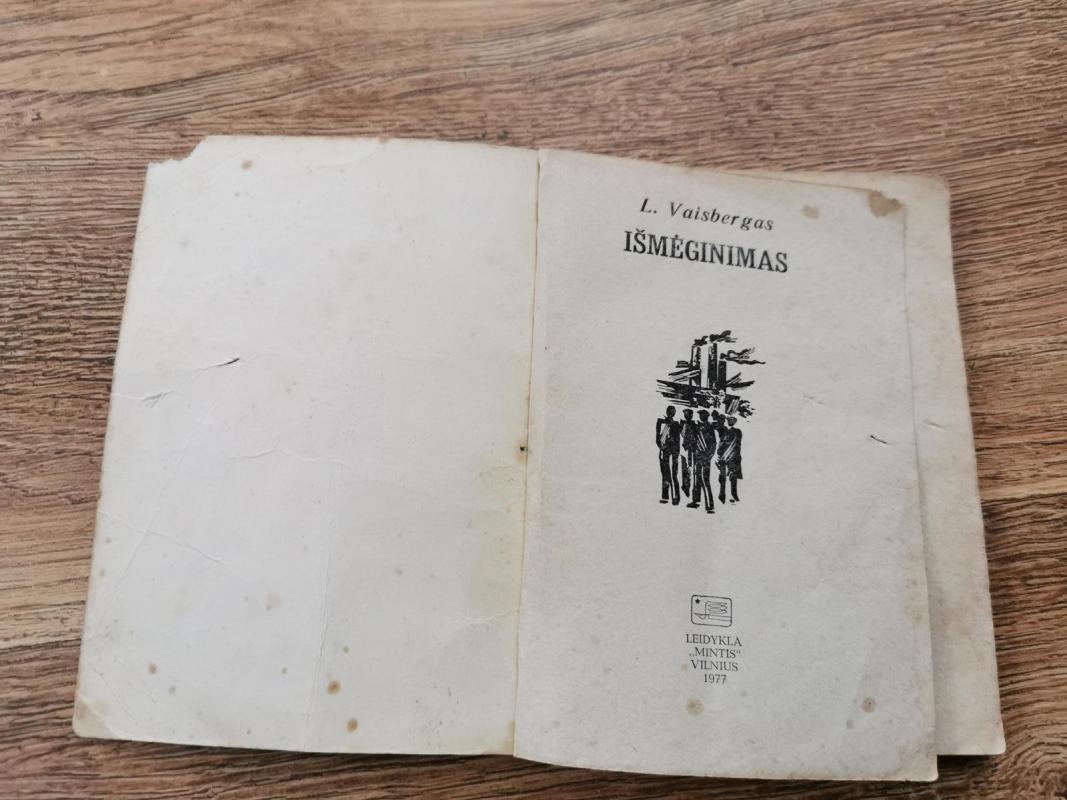 L. Vaisbergas
IŠMĖGINIMAS
LEIDYKLA
„MINTIS“
VILNIUS
1977